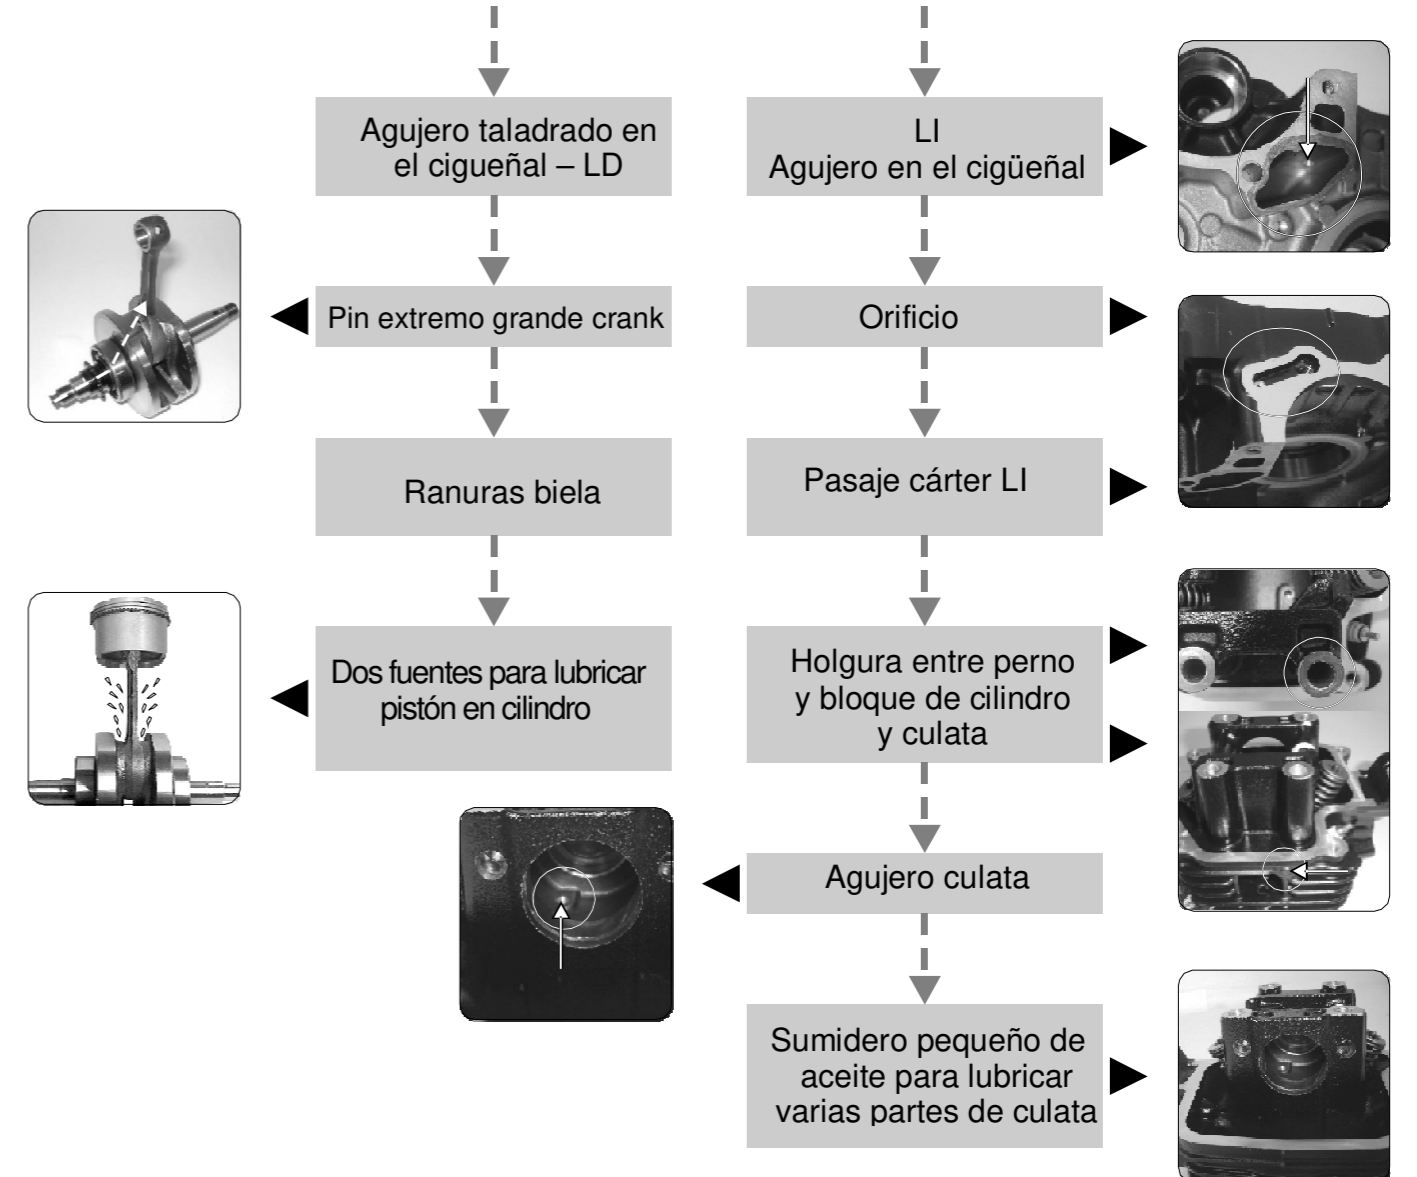 Agujero taladrado en
el cigueñal – LD
Pin extremo grande crank
Ranuras biela
Dos fuentes para lubricar
pistón en cilindro
LI
Agujero en el cigüeñal
Orificio
Pasaje cárter LI
Holgura entre perno
y bloque de cilindro
y culata
Agujero culata
Sumidero pequeño de
aceite para lubricar
varias partes de culata